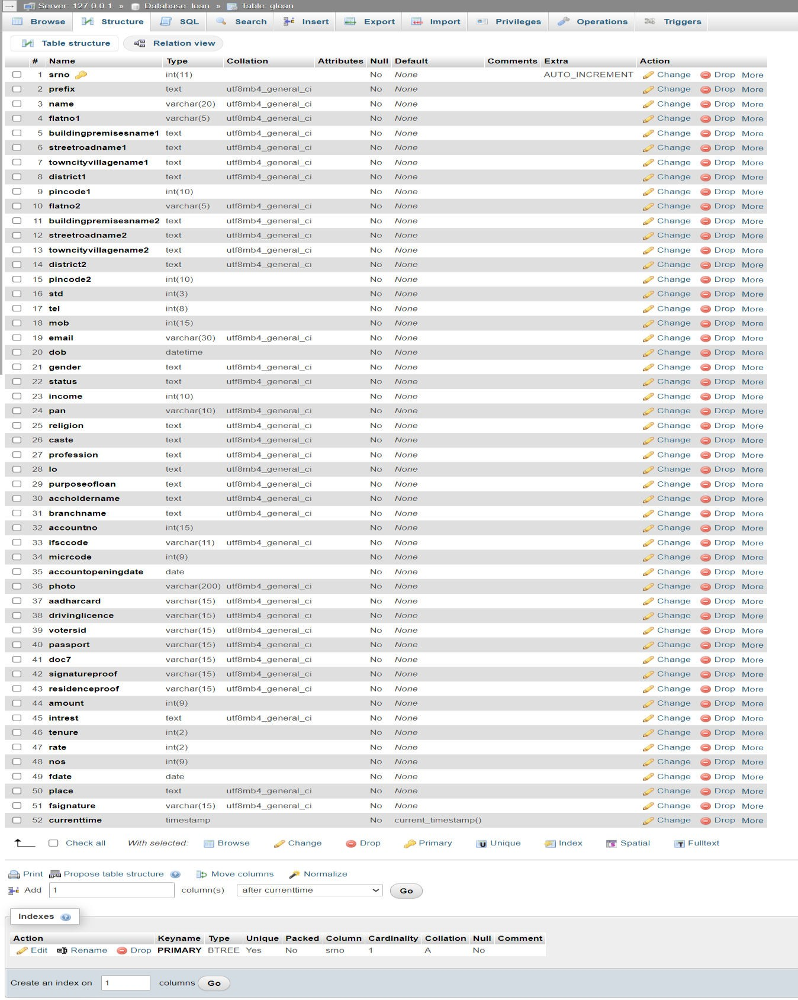 Server: 127.0.0.1 » Database: loan » Table: gloan
Browse Structure SQL Search Insert Export Import Privileges Operations Triggers
Table structure Relation view
# Name Type Collation Attributes Null Default Comments Extra Action
1 srno int(11) No None AUTO_INCREMENT Change Drop More
2 prefix text utf8mb4_general_ci No None Change Drop More
3 name varchar(20) utf8mb4_general_ci No None Change Drop More
4 flatno1 varchar(5) utf8mb4_general_ci No None Change Drop More
5 buildingpremisesname1 text utf8mb4_general_ci No None Change Drop More
6 streetroadname1 text utf8mb4_general_ci No None Change Drop More
7 towncityvillagename1 text utf8mb4_general_ci No None Change Drop More
8 district1 text utf8mb4_general_ci No None Change Drop More
9 pincode1 int(10) No None Change Drop More
10 flatno2 varchar(5) utf8mb4_general_ci No None Change Drop More
11 buildingpremisesname2 text utf8mb4_general_ci No None Change Drop More
12 streetroadname2 text utf8mb4_general_ci No None Change Drop More
13 towncityvillagename2 text utf8mb4_general_ci No None Change Drop More
14 district2 text utf8mb4_general_ci No None Change Drop More
15 pincode2 int(10) No None Change Drop More
16 std int(3) No None Change Drop More
17 tel int(8) No None Change Drop More
18 mob int(15) No None Change Drop More
19 email varchar(30) utf8mb4_general_ci No None Change Drop More
20 dob datetime No None Change Drop More
21 gender text utf8mb4_general_ci No None Change Drop More
22 status text utf8mb4_general_ci No None Change Drop More
23 income int(10) No None Change Drop More
24 pan varchar(10) utf8mb4_general_ci No None Change Drop More
25 religion text utf8mb4_general_ci No None Change Drop More
26 caste text utf8mb4_general_ci No None Change Drop More
27 profession text utf8mb4_general_ci No None Change Drop More
28 lo text utf8mb4_general_ci No None Change Drop More
29 purposeofloan text utf8mb4_general_ci No None Change Drop More
30 accholdername text utf8mb4_general_ci No None Change Drop More
31 branchname text utf8mb4_general_ci No None Change Drop More
32 accountno int(15) No None Change Drop More
33 ifsccode varchar(11) utf8mb4_general_ci No None Change Drop More
34 micrcode int(9) No None Change Drop More
35 accountopeningdate date No None Change Drop More
36 photo varchar(200) utf8mb4_general_ci No None Change Drop More
37 aadharcard varchar(15) utf8mb4_general_ci No None Change Drop More
38 drivinglicence varchar(15) utf8mb4_general_ci No None Change Drop More
39 votersid varchar(15) utf8mb4_general_ci No None Change Drop More
40 passport varchar(15) utf8mb4_general_ci No None Change Drop More
41 doc7 varchar(15) utf8mb4_general_ci No None Change Drop More
42 signatureproof varchar(15) utf8mb4_general_ci No None Change Drop More
43 residenceproof varchar(15) utf8mb4_general_ci No None Change Drop More
44 amount int(9) No None Change Drop More
45 intrest text utf8mb4_general_ci No None Change Drop More
46 tenure int(2) No None Change Drop More
47 rate int(2) No None Change Drop More
48 nos int(9) No None Change Drop More
49 fdate date No None Change Drop More
50 place text utf8mb4_general_ci No None Change Drop More
51 fsignature varchar(15) utf8mb4_general_ci No None Change Drop More
52 currenttime timestamp No current_timestamp() Change Drop More
Check all With selected: Browse Change Drop Primary Unique Index Spatial Fulltext
Print Propose table structure Move columns Normalize
Add 1 column(s) after currenttime Go
Indexes
Action Keyname Type Unique Packed Column Cardinality Collation Null Comment
Edit Rename Drop PRIMARY BTREE Yes No srno 1 A No
Create an index on 1 columns Go